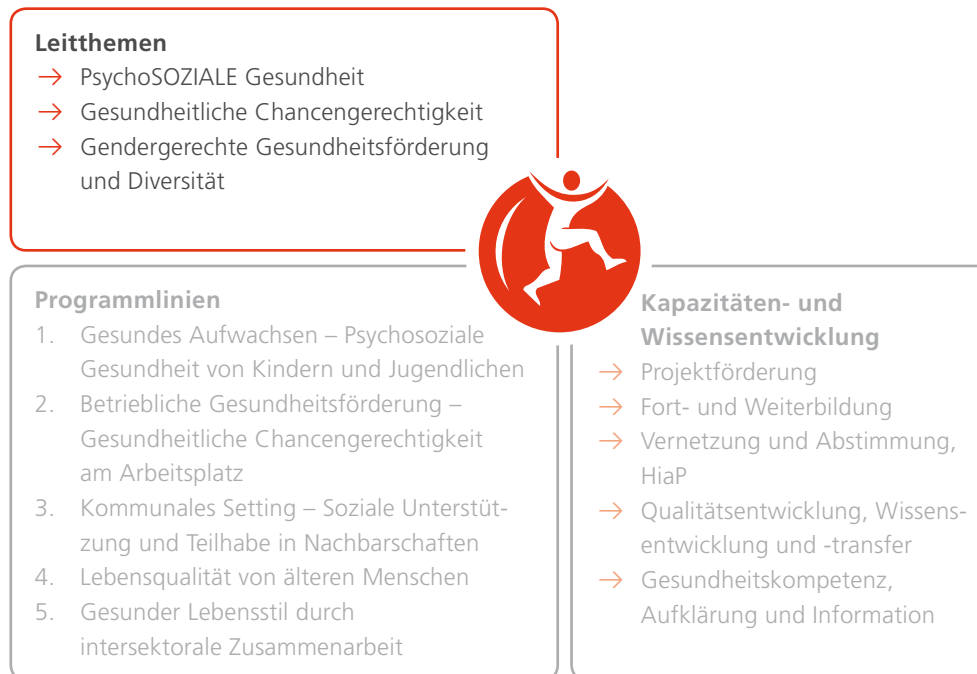 Leitthemen
→ PsychoSOZIALE Gesundheit
→ Gesundheitliche Chancengerechtigkeit
→ Gendergerechte Gesundheitsförderung
und Diversität
Programmlinien
1. Gesundes Aufwachsen – Psychosoziale
Gesundheit von Kindern und Jugendlichen
2. Betriebliche Gesundheitsförderung –
Gesundheitliche Chancengerechtigkeit
am Arbeitsplatz
3. Kommunales Setting – Soziale Unterstüt-
zung und Teilhabe in Nachbarschaften
4. Lebensqualität von älteren Menschen
5. Gesunder Lebensstil durch
intersektorale Zusammenarbeit
Kapazitäten- und
Wissensentwicklung
→ Projektförderung
→ Fort- und Weiterbildung
→ Vernetzung und Abstimmung,
HiaP
→ Qualitätsentwicklung, Wissens-
entwicklung und -transfer
→ Gesundheitskompetenz,
Aufklärung und Information